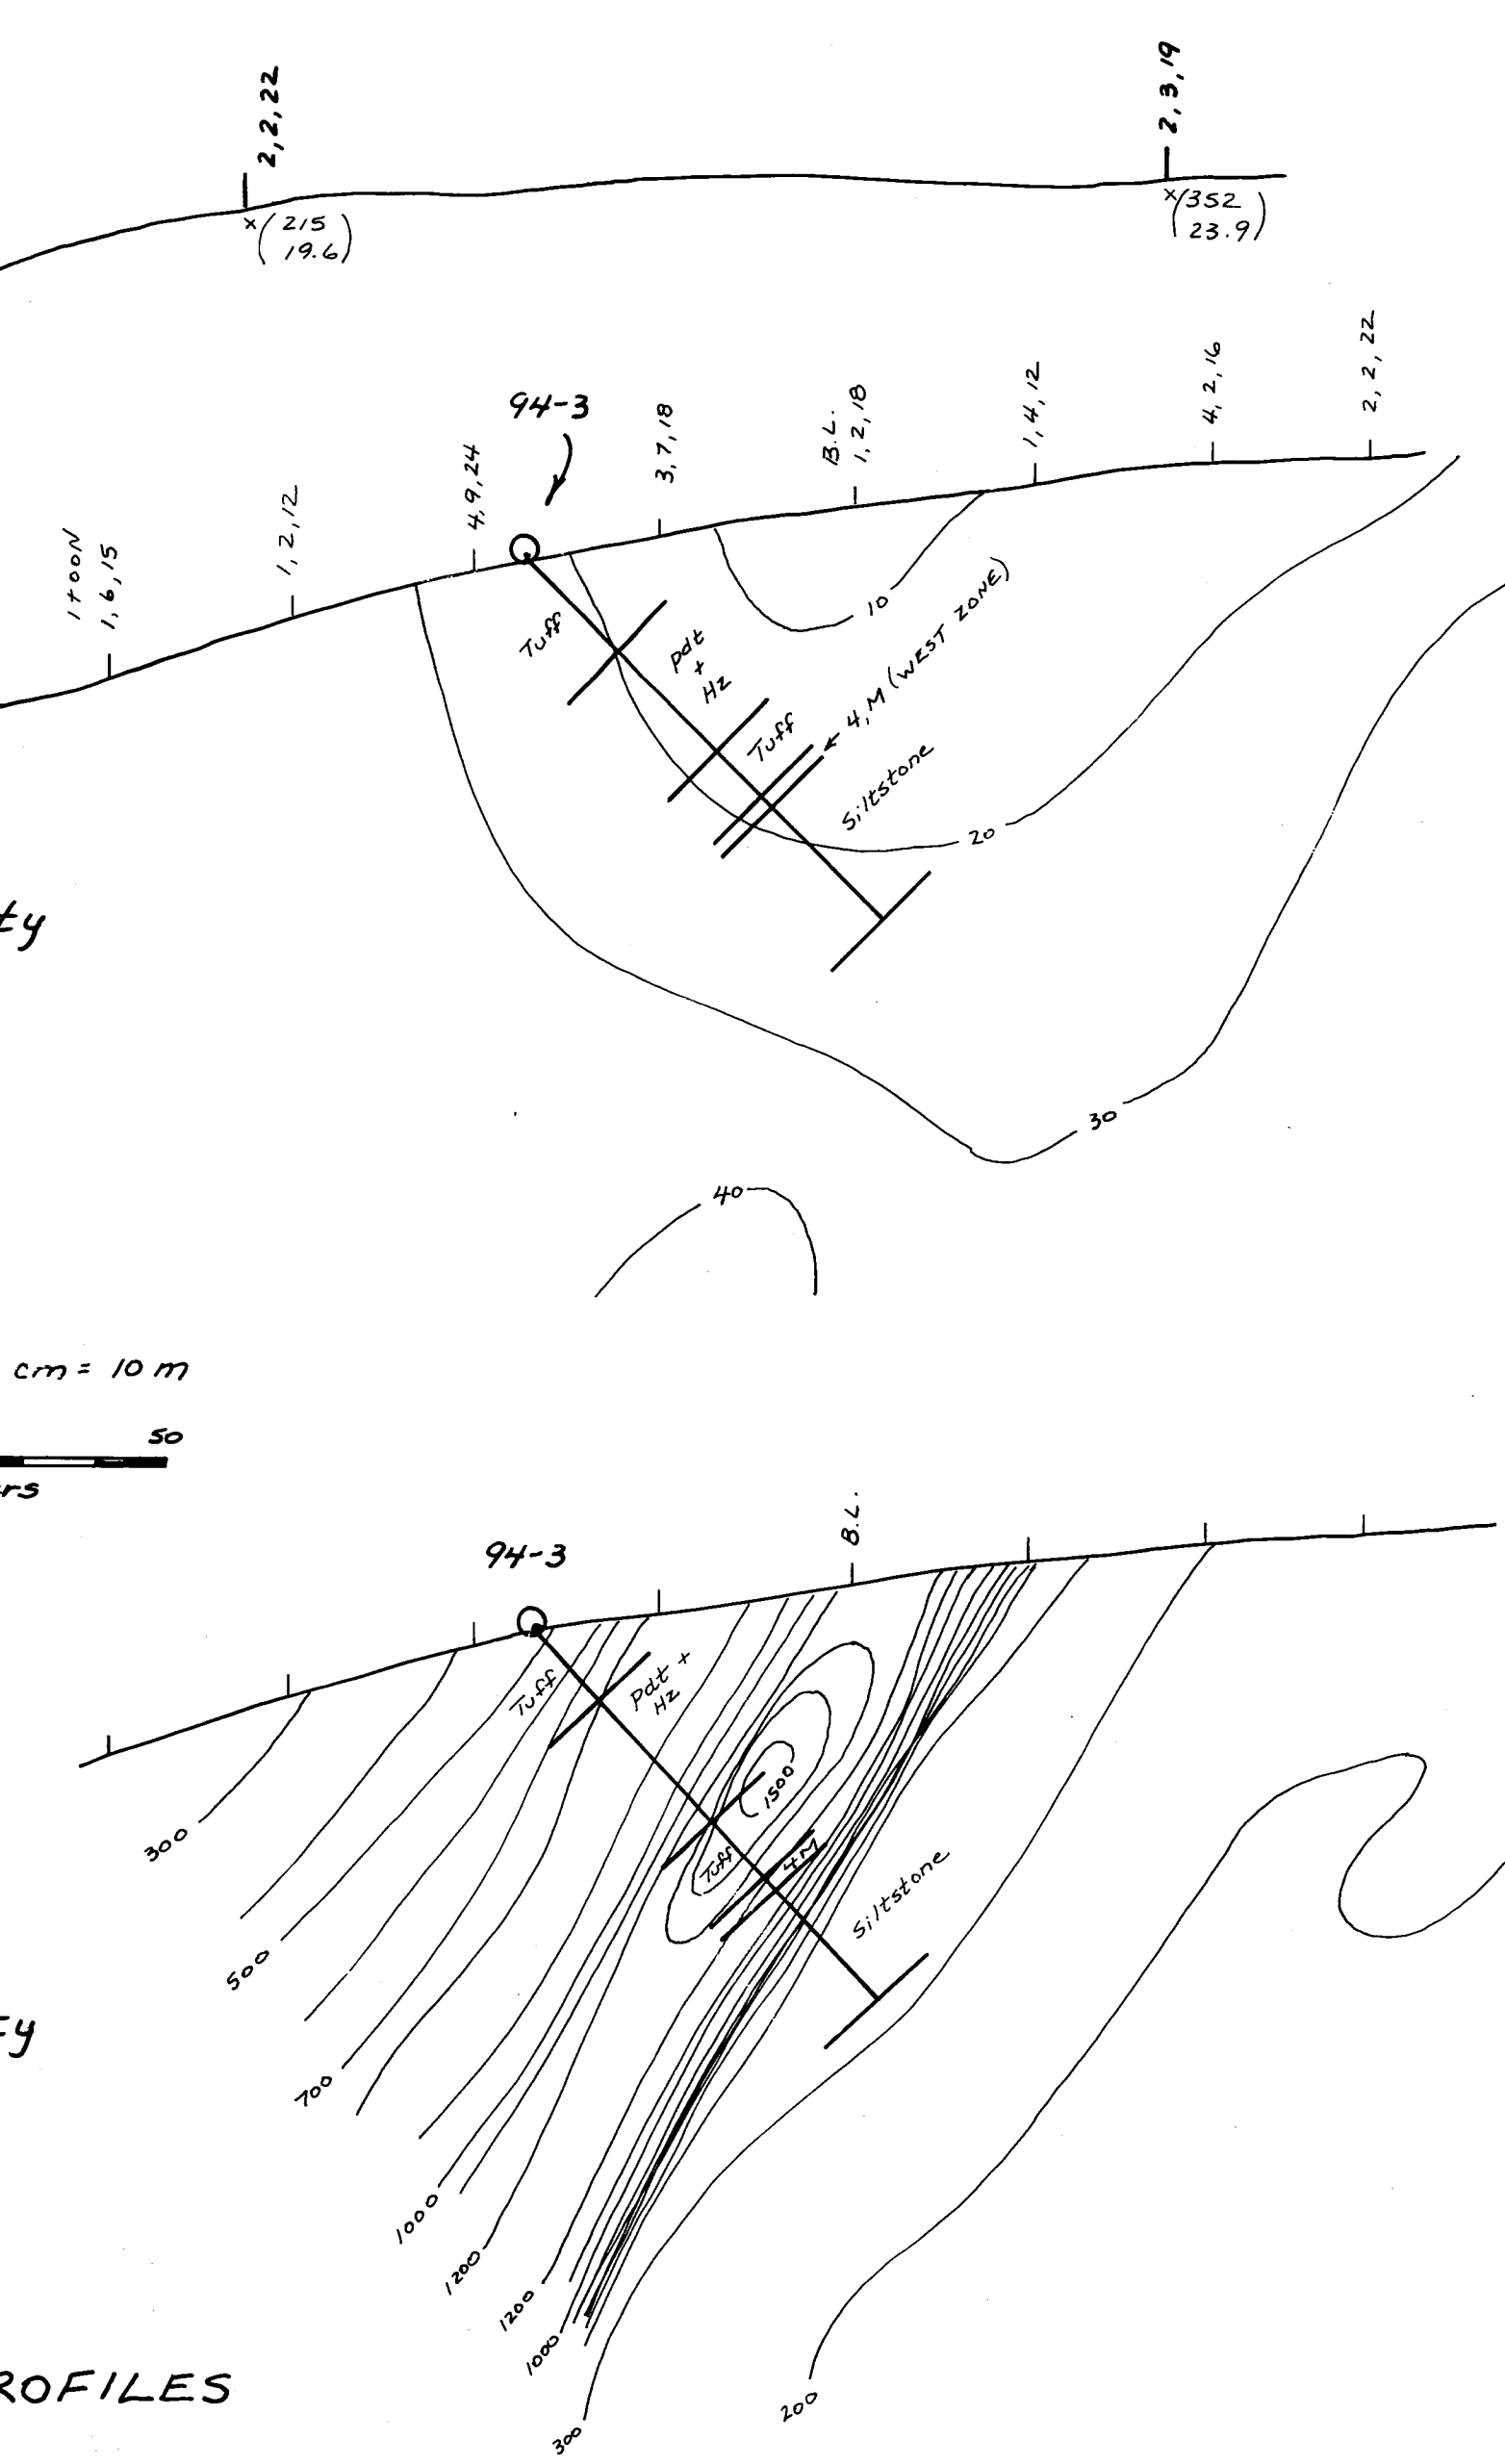 2, 2, 22
2, 3, 19
x (215
19.6)
x (352
23.9)
94-3
1+00N
1, 6, 15
1, 2, 12
4, 9, 24
3, 7, 18
B.L.
1, 2, 18
1, 4, 12
4, 2, 16
2, 2, 22
Tuff
Pdt
+
Hz
Tuff
4, M (WEST ZONE)
Siltstone
10
20
30
40
ty
cm = 10 m
50
rs
94-3
B.L.
Tuff
Pdt +
Hz
1500
Tuff
4M
Siltstone
300
500
700
1000
1200
1200
1000
300
200
ty
ROFILES